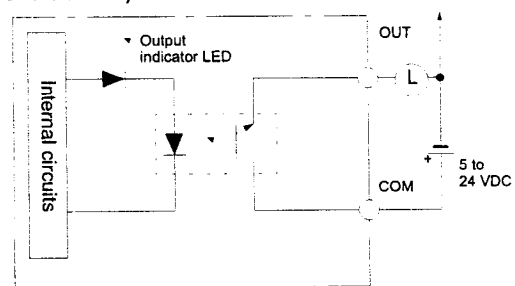 Output
indicator LED
OUT
L
Internal circuits
+
5 to
24 VDC
COM